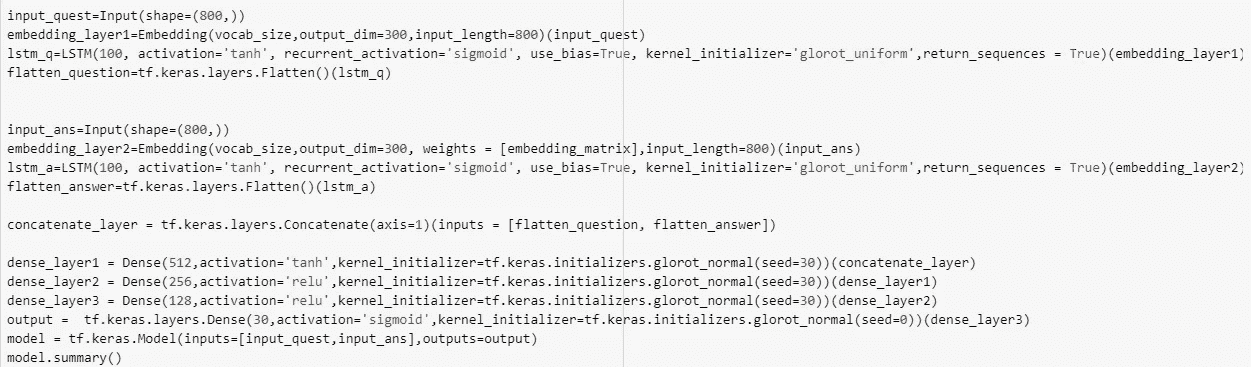 input_quest=Input(shape=(800,))
embedding_layer1=Embedding(vocab_size,output_dim=300,input_length=800)(input_quest)
lstm_q=LSTM(100, activation='tanh', recurrent_activation='sigmoid', use_bias=True, kernel_initializer='glorot_uniform',return_sequences = True)(embedding_layer1)
flatten_question=tf.keras.layers.Flatten()(lstm_q)
input_ans=Input(shape=(800,))
embedding_layer2=Embedding(vocab_size,output_dim=300, weights = [embedding_matrix],input_length=800)(input_ans)
lstm_a=LSTM(100, activation='tanh', recurrent_activation='sigmoid', use_bias=True, kernel_initializer='glorot_uniform',return_sequences = True)(embedding_layer2)
flatten_answer=tf.keras.layers.Flatten()(lstm_a)
concatenate_layer = tf.keras.layers.Concatenate(axis=1)(inputs = [flatten_question, flatten_answer])
dense_layer1 = Dense(512,activation='tanh',kernel_initializer=tf.keras.initializers.glorot_normal(seed=30))(concatenate_layer)
dense_layer2 = Dense(256,activation='relu',kernel_initializer=tf.keras.initializers.glorot_normal(seed=30))(dense_layer1)
dense_layer3 = Dense(128,activation='relu',kernel_initializer=tf.keras.initializers.glorot_normal(seed=30))(dense_layer2)
output =  tf.keras.layers.Dense(30,activation='sigmoid',kernel_initializer=tf.keras.initializers.glorot_normal(seed=0))(dense_layer3)
model = tf.keras.Model(inputs=[input_quest,input_ans],outputs=output)
model.summary()